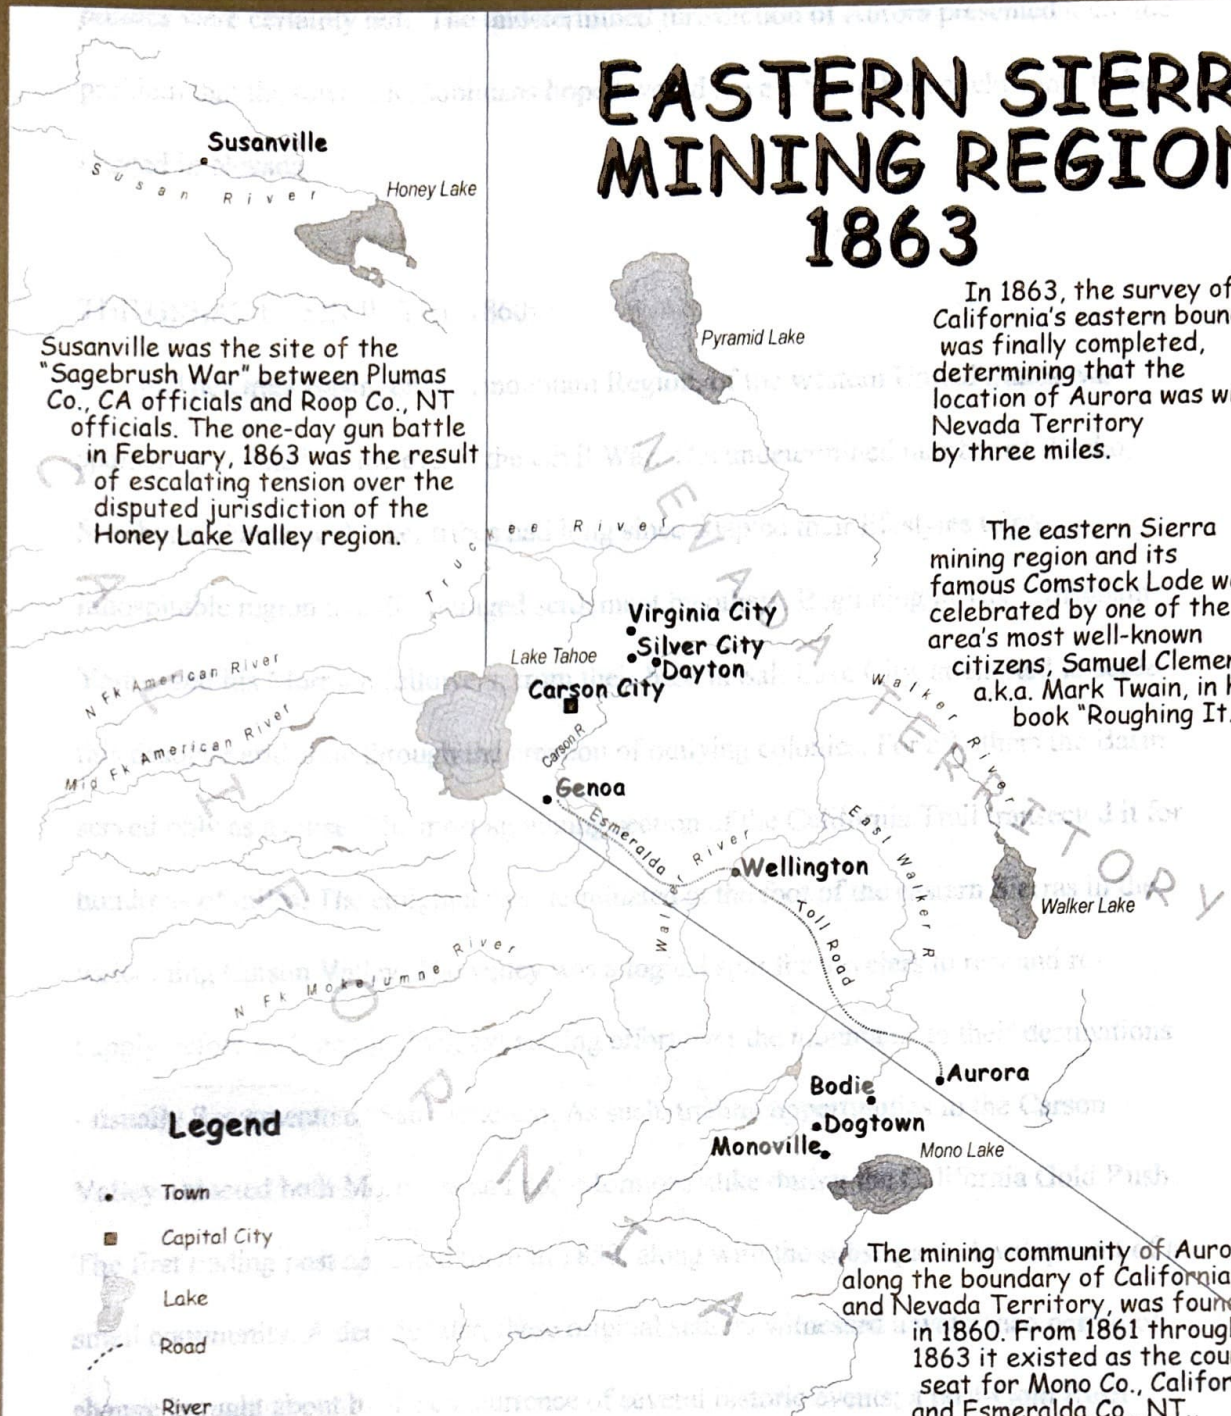 EASTERN SIERR
MINING REGION
1863
Susanville
Susan River
Honey Lake
Pyramid Lake
In 1863, the survey of
California's eastern boun
was finally completed,
determining that the
location of Aurora was wi
Nevada Territory
by three miles.
Susanville was the site of the
"Sagebrush War" between Plumas
Co., CA officials and Roop Co., NT
officials. The one-day gun battle
in February, 1863 was the result
of escalating tension over the
disputed jurisdiction of the
Honey Lake Valley region.
The eastern Sierra
mining region and its
famous Comstock Lode we
celebrated by one of the
area's most well-known
citizens, Samuel Clemen
a.k.a. Mark Twain, in h
book "Roughing It.
NEVADA TERRITORY
CALIFORNIA
Truckee River
Virginia City
Silver City
Dayton
Lake Tahoe
Carson City
Carson R
N Fk American River
Mid Fk American River
Walker River
Genoa
Esmeralda
Toll Road
Walker River
Wellington
East Walker R
Walker Lake
N Fk Mokelumne River
Aurora
Bodie
Dogtown
Monoville
Mono Lake
Legend
Town
Capital City
Lake
Road
River
The mining community of Auro
along the boundary of California
and Nevada Territory, was foun
in 1860. From 1861 through
1863 it existed as the cou
seat for Mono Co., Califor
and Esmeralda Co., NT.